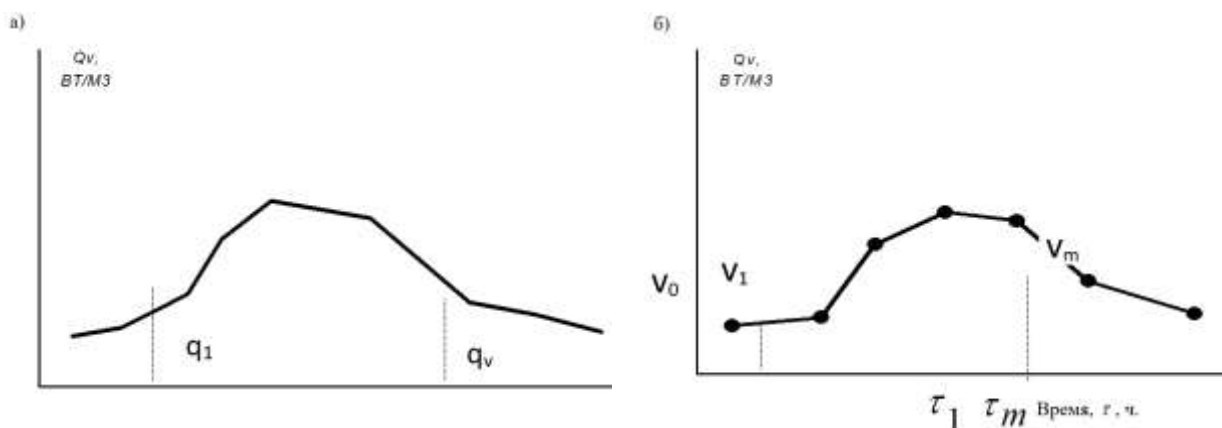 а)
Qv,
ВТ/М3
q1
qv
б)
Qv,
ВТ/М3
V0
V1
Vm
τ1 τm Время, τ, ч.